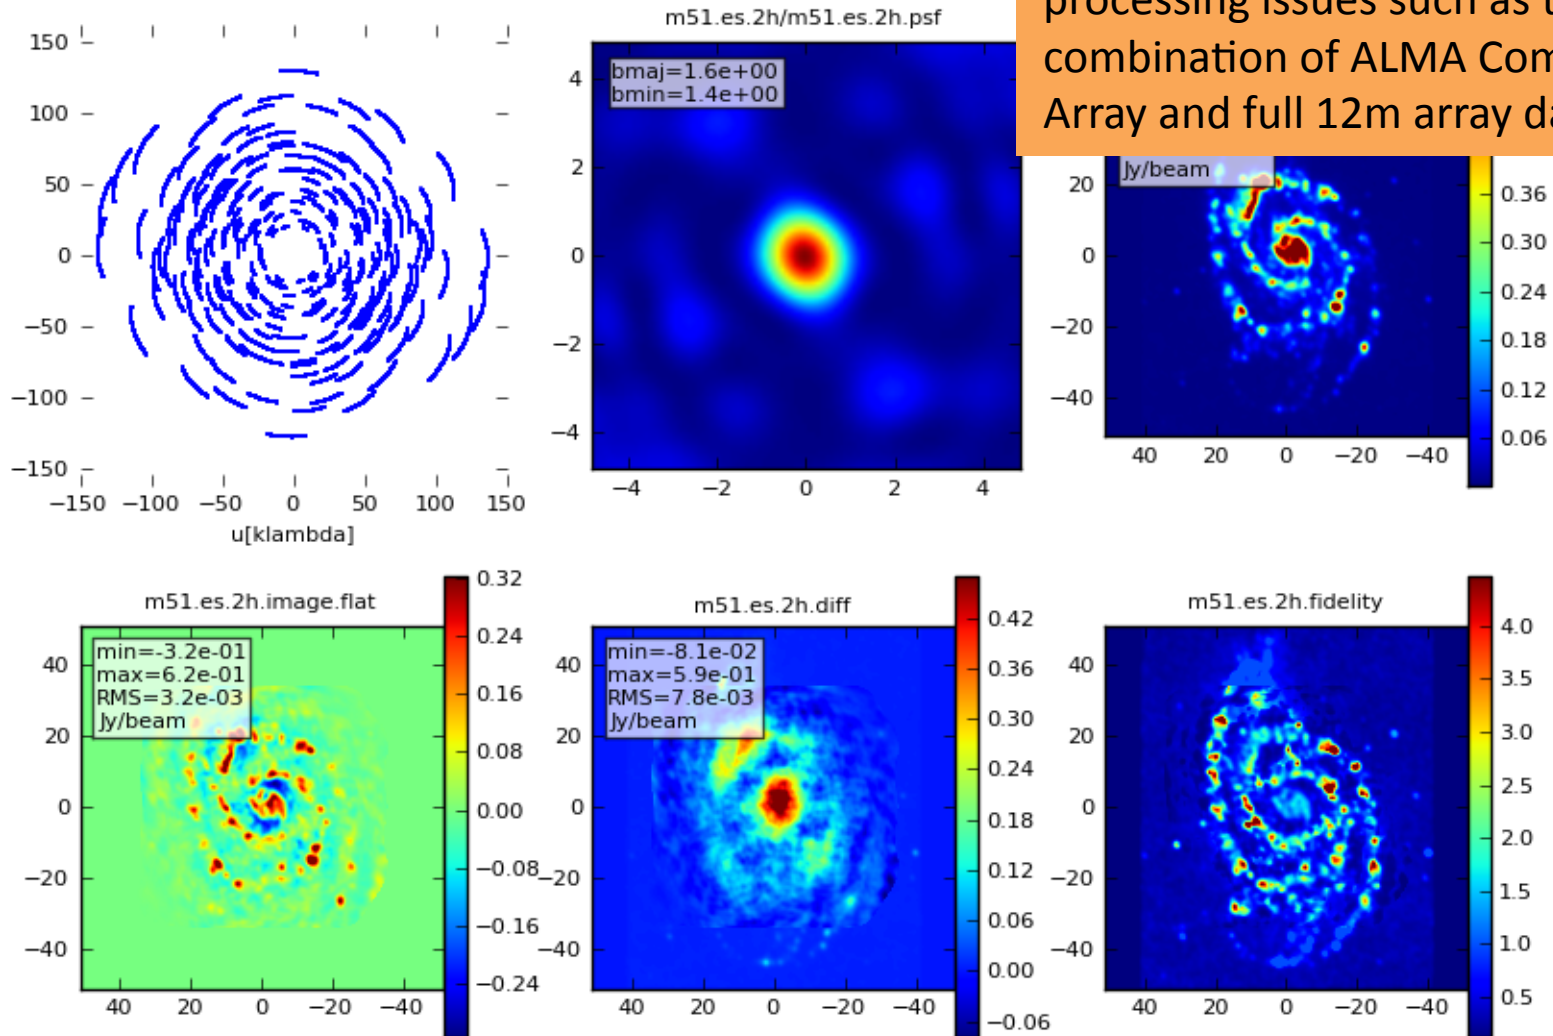 processing issues such as
combination of ALMA
Array and full 12m array
m51.es.2h/m51.es.2h.psf
150
100
50
0
−50
−100
−150
−150 −100 −50 0 50 100 150
u[klambda]
bmaj=1.6e+00
bmin=1.4e+00
4
2
0
−2
−4
−4 −2 0 2 4
Jy/beam
20
0
−20
−40
40 20 0 −20 −40
0.36
0.30
0.24
0.18
0.12
0.06
m51.es.2h.image.flat
min=-3.2e-01
max=6.2e-01
RMS=3.2e-03
Jy/beam
40
20
0
−20
−40
40 20 0 −20 −40
0.32
0.24
0.16
0.08
0.00
−0.08
−0.16
−0.24
m51.es.2h.diff
min=-8.1e-02
max=5.9e-01
RMS=7.8e-03
Jy/beam
40
20
0
−20
−40
40 20 0 −20 −40
0.42
0.36
0.30
0.24
0.18
0.12
0.06
0.00
−0.06
m51.es.2h.fidelity
40
20
0
−20
−40
40 20 0 −20 −40
4.0
3.5
3.0
2.5
2.0
1.5
1.0
0.5